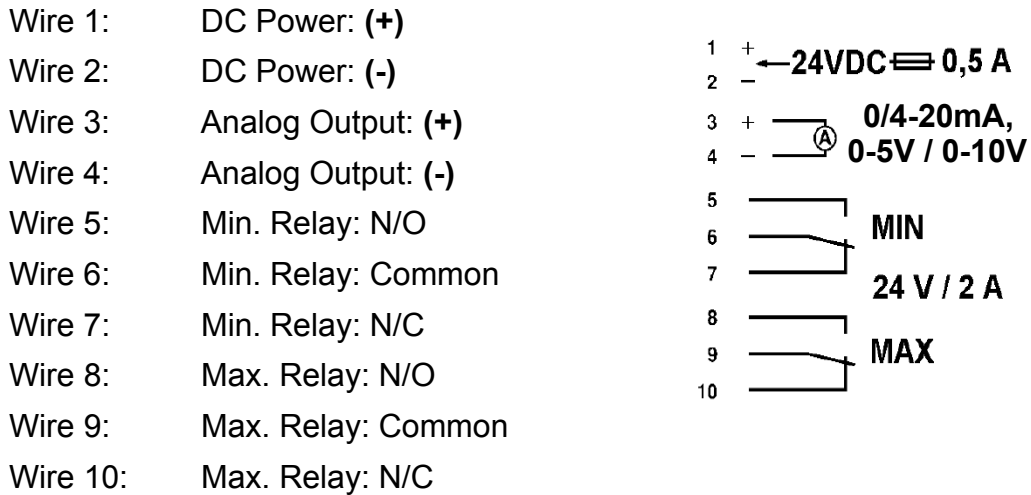 Wire 1: DC Power: (+)
Wire 2: DC Power: (-)
Wire 3: Analog Output: (+)
Wire 4: Analog Output: (-)
Wire 5: Min. Relay: N/O
Wire 6: Min. Relay: Common
Wire 7: Min. Relay: N/C
Wire 8: Max. Relay: N/O
Wire 9: Max. Relay: Common
Wire 10: Max. Relay: N/C
1 +
24VDC 0,5 A
2 −
3 + 0/4-20mA,
A
4 − 0-5V / 0-10V
5
MIN
6
7
24 V / 2 A
8
9 MAX
10